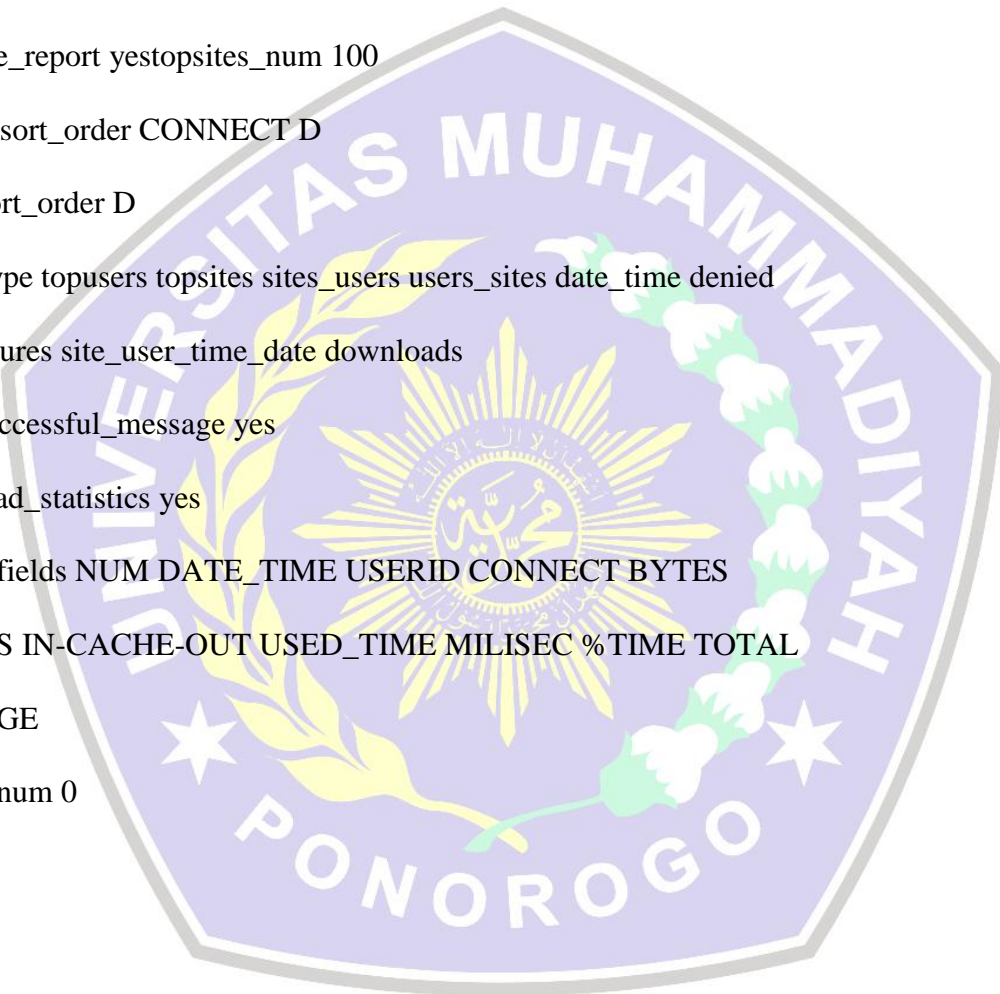 e_report yestopsites_num 100
sort_order CONNECT D
ort_order D
ype topusers topsites sites_users users_sites date_time denied
ures site_user_time_date downloads
ccessful_message yes
ad_statistics yes
fields NUM DATE_TIME USERID CONNECT BYTES
S IN-CACHE-OUT USED_TIME MILISEC %TIME TOTAL
GE
num 0
UNIVERSITAS MUHAMMADIYAH
PONOROGO